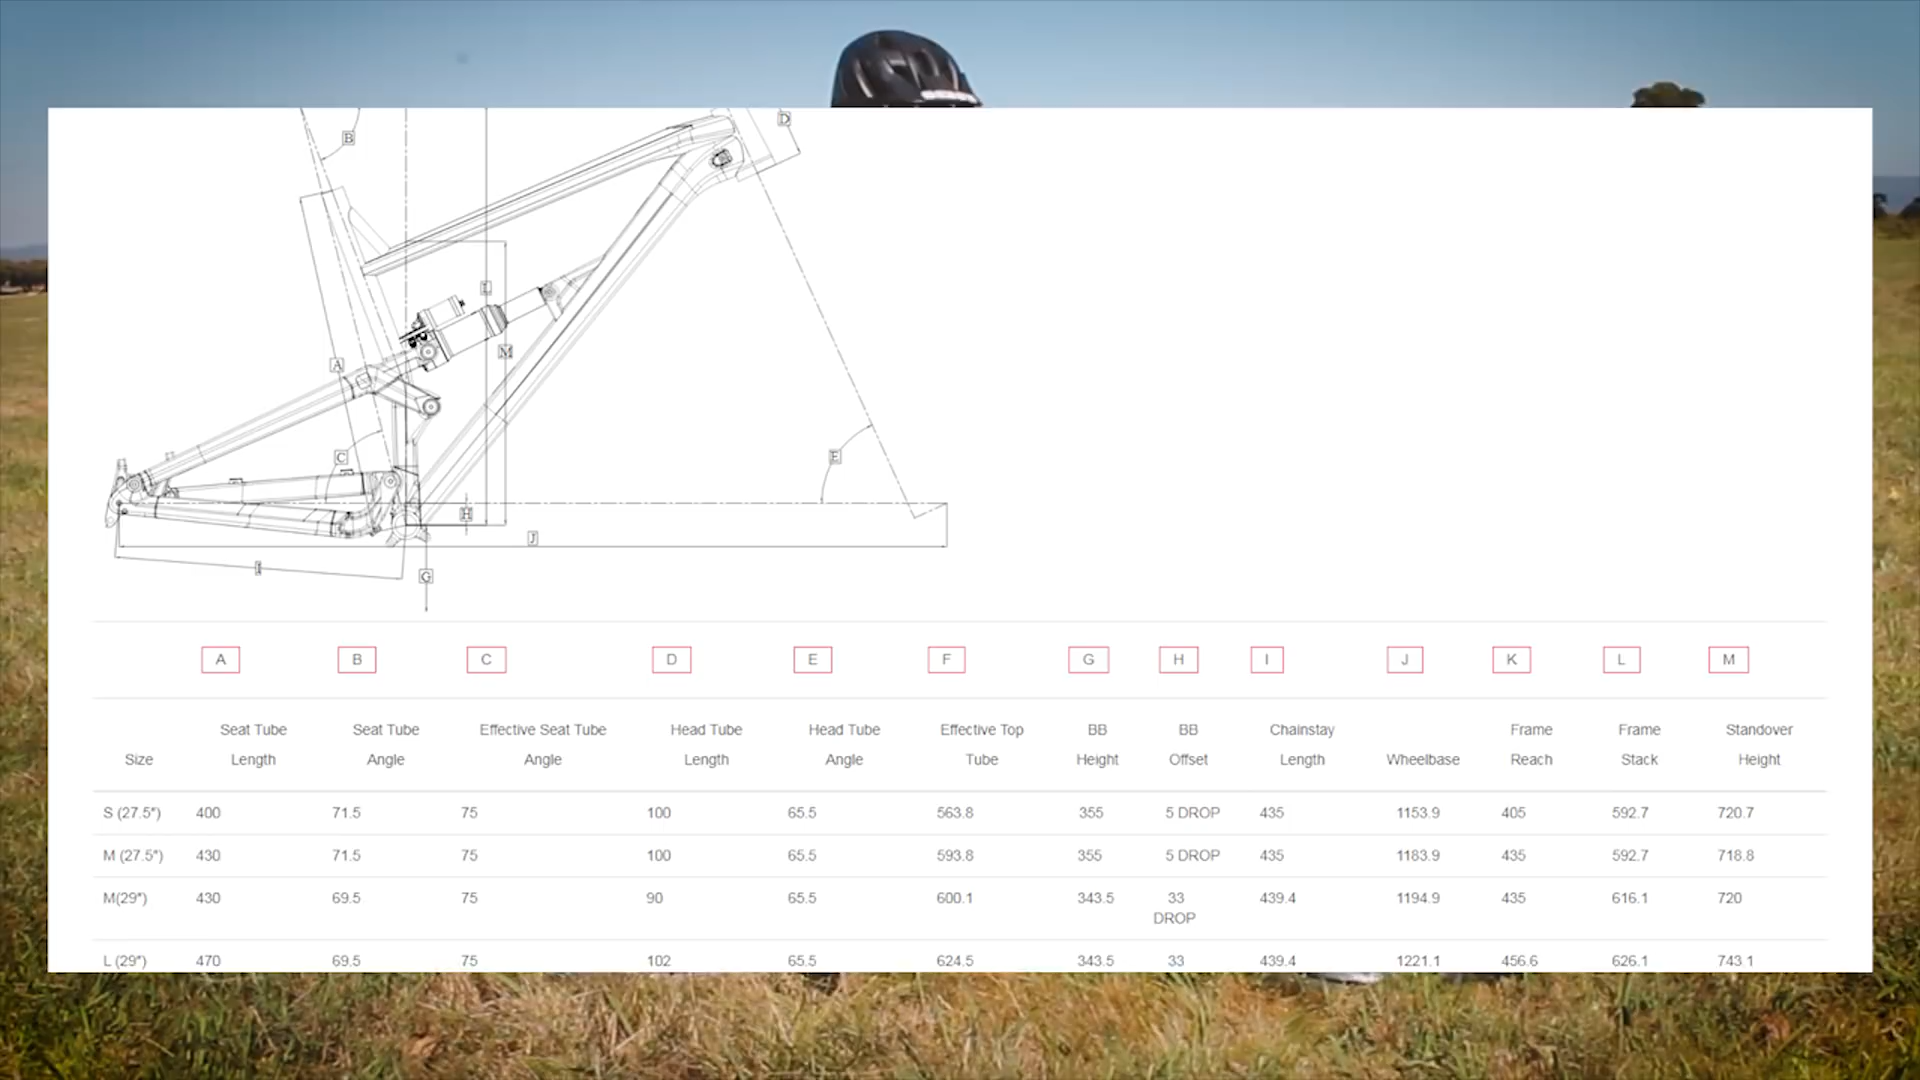 B
D
L
M
A
C
E
H
J
I
G
A B C D E F G H I J K L M
Size Seat Tube Length Seat Tube Angle Effective Seat Tube Angle Head Tube Length Head Tube Angle Effective Top Tube BB Height BB Offset Chainstay Length Wheelbase Frame Reach Frame Stack Standover Height
S (27.5") 400 71.5 75 100 65.5 563.8 355 5 DROP 435 1153.9 405 592.7 720.7
M (27.5") 430 71.5 75 100 65.5 593.8 355 5 DROP 435 1183.9 435 592.7 718.8
M(29") 430 69.5 75 90 65.5 600.1 343.5 33 DROP 439.4 1194.9 435 616.1 720
L (29") 470 69.5 75 102 65.5 624.5 343.5 33 439.4 1221.1 456.6 626.1 743.1